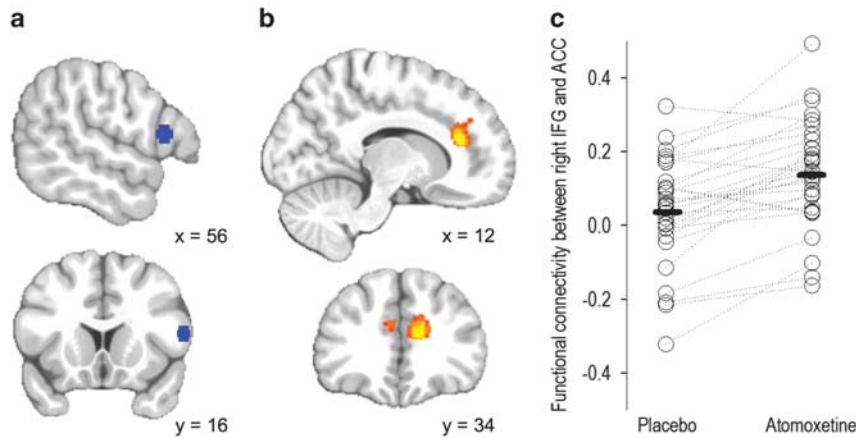 a
x = 56
y = 16
b
x = 12
y = 34
c
Functional connectivity between right IFG and ACC
0.4
0.2
0.0
-0.2
-0.4
Placebo
Atomoxetine